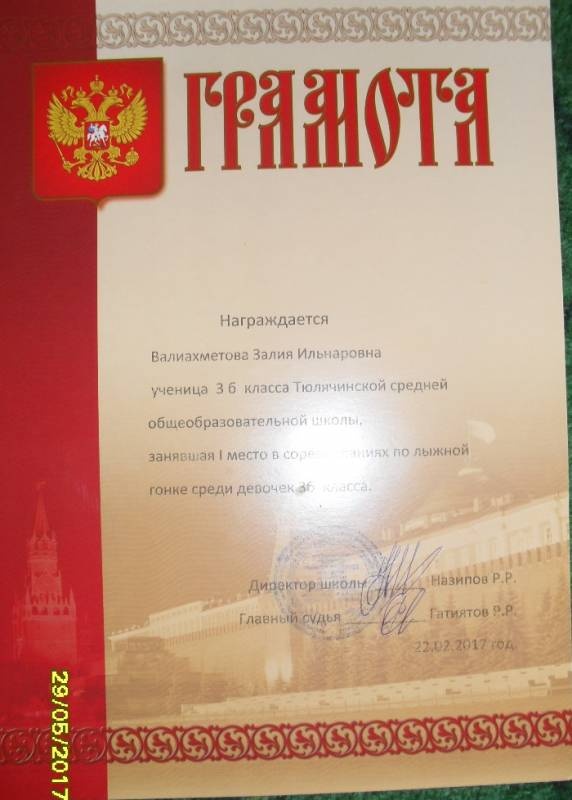 ГРАМОТА
Награждается
Валиахметова Залия Ильнаровна
ученица 3 б класса Тюлячинской средней
общеобразовательной школы,
занявшая I место в соревнованиях по лыжной
гонке среди девочек 3б класса.
Директор школы Назипов Р.Р.
Главный судья Гатиятов Р.Р.
22.02.2017 год.
29/05/2017